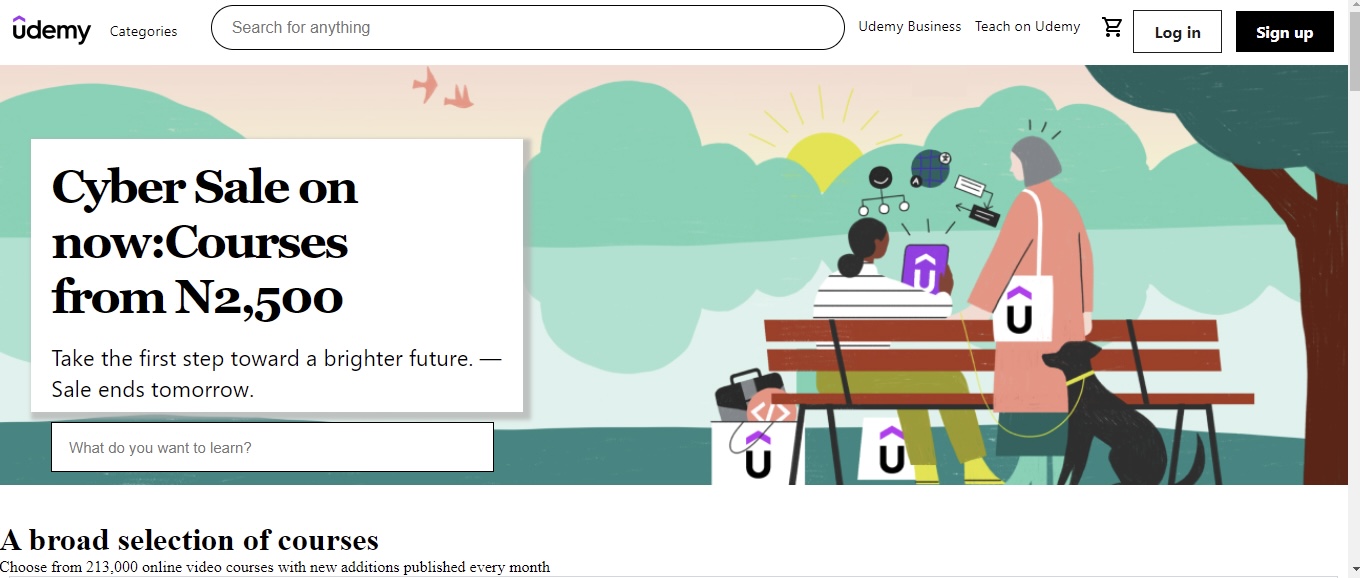 udemy Categories Search for anything Udemy Business Teach on Udemy Log in Sign up
Cyber Sale on
now:Courses
from N2,500
Take the first step toward a brighter future. —
Sale ends tomorrow.
What do you want to learn?
A broad selection of courses
Choose from 213,000 online video courses with new additions published every month